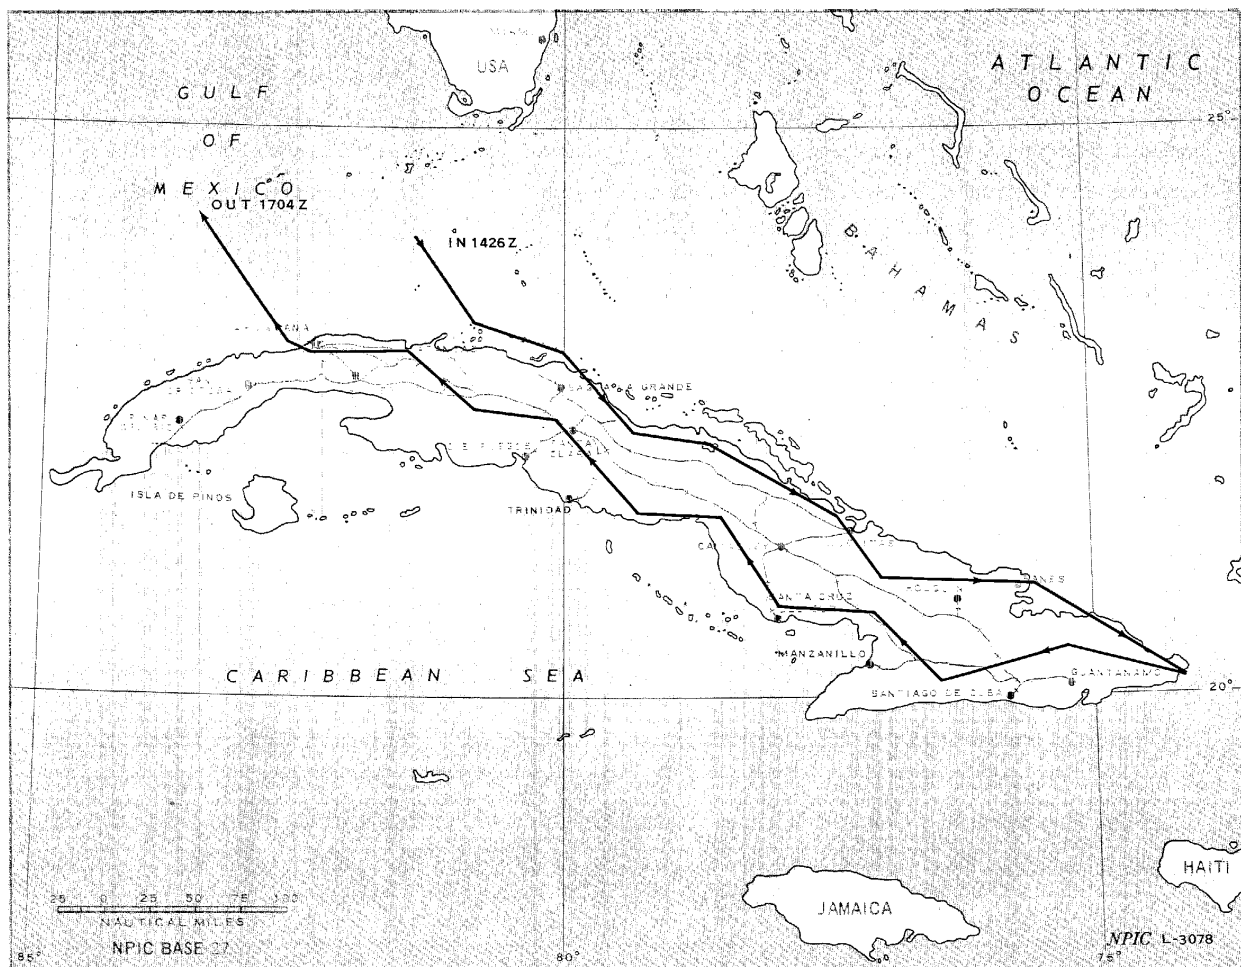 MIAMI
USA
ATLANTIC
OCEAN
GULF
OF
MEXICO
25°
OUT 1704Z
IN 1426Z
BAHAMAS
ISLA DE PINOS
TRINIDAD
SANTA CRUZ
MANZANILLO
GUANTANAMO
SANTIAGO DE CUBA
CARIBBEAN SEA
20°
HAITI
JAMAICA
25 0 25 50 75 100
NAUTICAL MILES
NPIC BASE 27
NPIC L-3078
85°
80°
75°